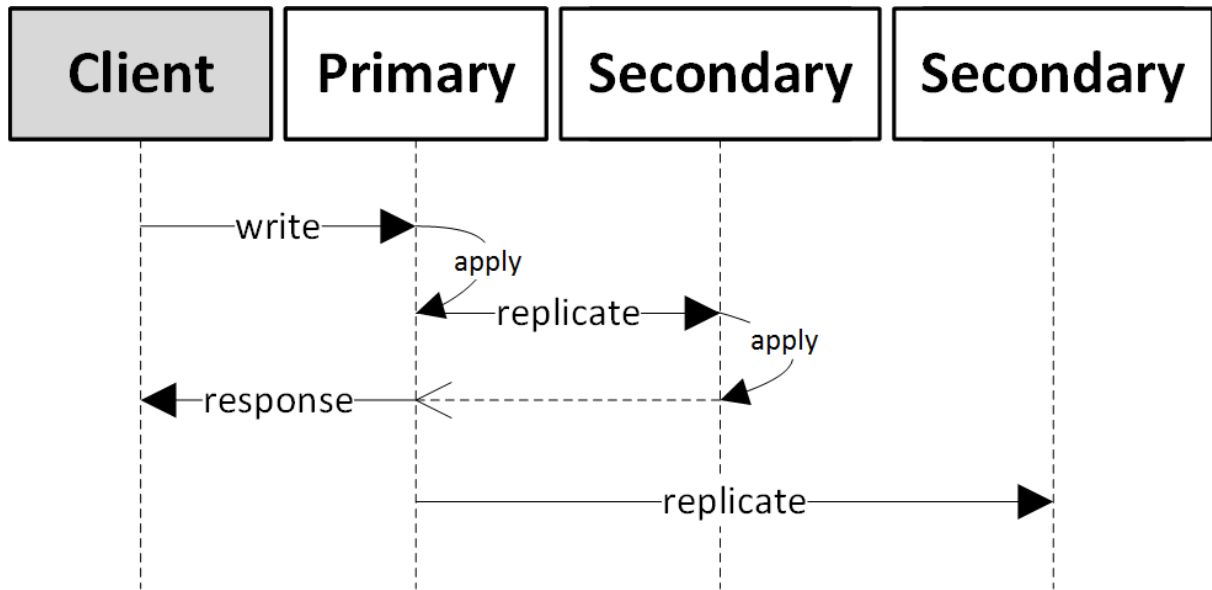 Client Primary Secondary Secondary
write
apply
replicate
apply
response
replicate